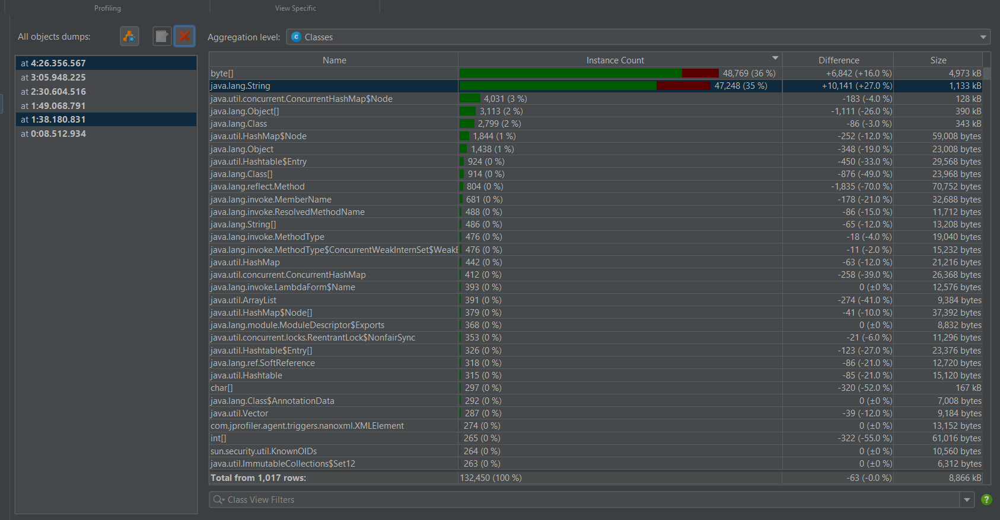 Profiling
View Specific
All objects dumps:
Aggregation level:
Classes
at 4:26.356.567
at 3:05.948.225
at 2:30.604.516
at 1:49.068.791
at 1:38.180.831
at 0:08.512.934
Name Instance Count Difference Size
byte[] 48,769 (36 %) +6,842 (+16.0 %) 4,973 kB
java.lang.String 47,248 (35 %) +10,141 (+27.0 %) 1,133 kB
java.util.concurrent.ConcurrentHashMap$Node 4,031 (3 %) -183 (-4.0 %) 128 kB
java.lang.Object[] 3,113 (2 %) -1,111 (-26.0 %) 390 kB
java.lang.Class 2,799 (2 %) -86 (-3.0 %) 343 kB
java.util.HashMap$Node 1,844 (1 %) -252 (-12.0 %) 59,008 bytes
java.lang.Object 1,438 (1 %) -348 (-19.0 %) 23,008 bytes
java.util.Hashtable$Entry 924 (0 %) -450 (-33.0 %) 29,568 bytes
java.lang.Class[] 914 (0 %) -876 (-49.0 %) 23,968 bytes
java.lang.reflect.Method 804 (0 %) -1,835 (-70.0 %) 70,752 bytes
java.lang.invoke.MemberName 681 (0 %) -178 (-21.0 %) 32,688 bytes
java.lang.invoke.ResolvedMethodName 488 (0 %) -86 (-15.0 %) 11,712 bytes
java.lang.String[] 486 (0 %) -65 (-12.0 %) 13,208 bytes
java.lang.invoke.MethodType 476 (0 %) -18 (-4.0 %) 19,040 bytes
java.lang.invoke.MethodType$ConcurrentWeakInternSet$WeakE 476 (0 %) -11 (-2.0 %) 15,232 bytes
java.util.HashMap 442 (0 %) -63 (-12.0 %) 21,216 bytes
java.util.concurrent.ConcurrentHashMap 412 (0 %) -258 (-39.0 %) 26,368 bytes
java.lang.invoke.LambdaForm$Name 393 (0 %) 0 (±0 %) 12,576 bytes
java.util.ArrayList 391 (0 %) -274 (-41.0 %) 9,384 bytes
java.util.HashMap$Node[] 379 (0 %) -41 (-10.0 %) 37,392 bytes
java.lang.module.ModuleDescriptor$Exports 368 (0 %) 0 (±0 %) 8,832 bytes
java.util.concurrent.locks.ReentrantLock$NonfairSync 353 (0 %) -21 (-6.0 %) 11,296 bytes
java.util.Hashtable$Entry[] 326 (0 %) -123 (-27.0 %) 23,376 bytes
java.lang.ref.SoftReference 318 (0 %) -86 (-21.0 %) 12,720 bytes
java.util.Hashtable 315 (0 %) -85 (-21.0 %) 15,120 bytes
char[] 297 (0 %) -320 (-52.0 %) 167 kB
java.lang.Class$AnnotationData 292 (0 %) 0 (±0 %) 7,008 bytes
java.util.Vector 287 (0 %) -39 (-12.0 %) 9,184 bytes
com.jprofiler.agent.triggers.nanoxml.XMLElement 274 (0 %) 0 (±0 %) 13,152 bytes
int[] 265 (0 %) -322 (-55.0 %) 61,016 bytes
sun.security.util.KnownOIDs 264 (0 %) 0 (±0 %) 10,560 bytes
java.util.ImmutableCollections$Set12 263 (0 %) 0 (±0 %) 6,312 bytes
Total from 1,017 rows: 132,450 (100 %) -63 (-0.0 %) 8,866 kB
Class View Filters